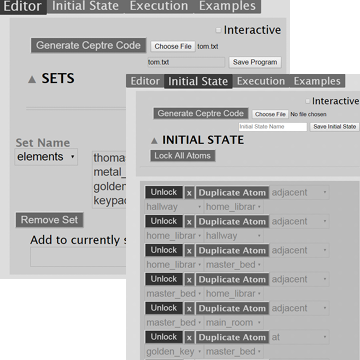 Editor Initial State Execution Examples
Interactive
Generate Ceptre Code Choose File tom.txt
tom.txt Save Program
▲ SETS
Set Name
elements
thoma
metal_
golden
keypad
Remove Set
Add to currently s
Editor Initial State Execution Examples
Interactive
Generate Ceptre Code Choose File No file chosen
Initial State Name Save Initial State
▲ INITIAL STATE
Lock All Atoms
Unlock x Duplicate Atom adjacent
hallway home_librar
Unlock x Duplicate Atom adjacent
home_librar hallway
Unlock x Duplicate Atom adjacent
home_librar master_bed
Unlock x Duplicate Atom adjacent
master_bed home_librar
Unlock x Duplicate Atom adjacent
master_bed main_room
Unlock x Duplicate Atom at
golden_key master_bed